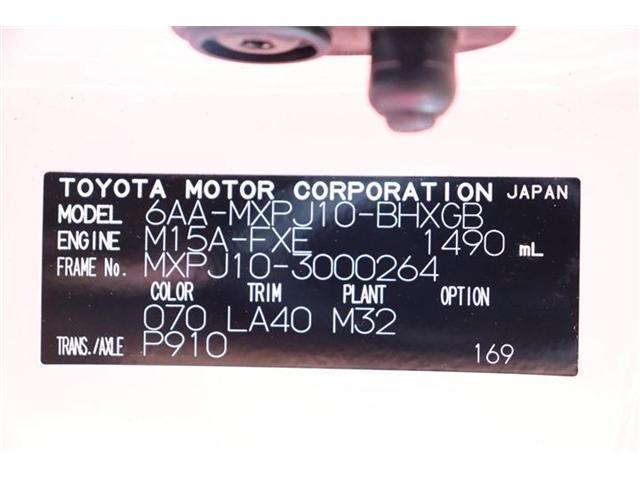 TOYOTA MOTOR CORPORATION JAPAN
MODEL 6AA-MXPJ10-BHXGB
ENGINE M15A-FXE 1490 mL
FRAME No. MXPJ10-3000264
COLOR TRIM PLANT OPTION
070 LA40 M32
TRANS./AXLE P910 169